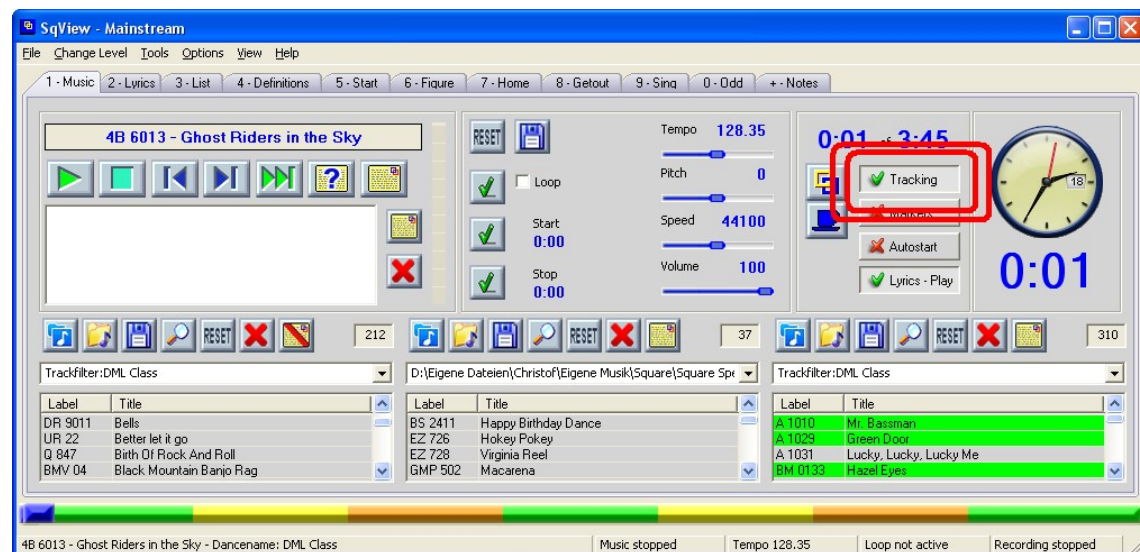 SqView - Mainstream
File Change Level Tools Options View Help
1 - Music 2 - Lyrics 3 - List 4 - Definitions 5 - Start 6 - Figure 7 - Home 8 - Getout 9 - Sing 0 - Odd + - Notes
4B 6013 - Ghost Riders in the Sky
RESET
Loop
Start
0:00
Stop
0:00
Tempo 128.35
Pitch 0
Speed 44100
Volume 100
0:01 of 3:45
Tracking
Markers
Autostart
Lyrics - Play
18
0:01
RESET 212
RESET 37
RESET 310
Trackfilter:DML Class
D:\Eigene Dateien\Christof\Eigene Musik\Square\Square Spe
Trackfilter:DML Class
Label Title
DR 9011 Bells
UR 22 Better let it go
Q 847 Birth Of Rock And Roll
BMV 04 Black Mountain Banjo Rag
Label Title
BS 2411 Happy Birthday Dance
EZ 726 Hokey Pokey
EZ 728 Virginia Reel
GMP 502 Macarena
Label Title
A 1010 Mr. Bassman
A 1029 Green Door
A 1031 Lucky, Lucky, Lucky Me
BM 0133 Hazel Eyes
4B 6013 - Ghost Riders in the Sky - Dancename: DML Class Music stopped Tempo 128.35 Loop not active Recording stopped